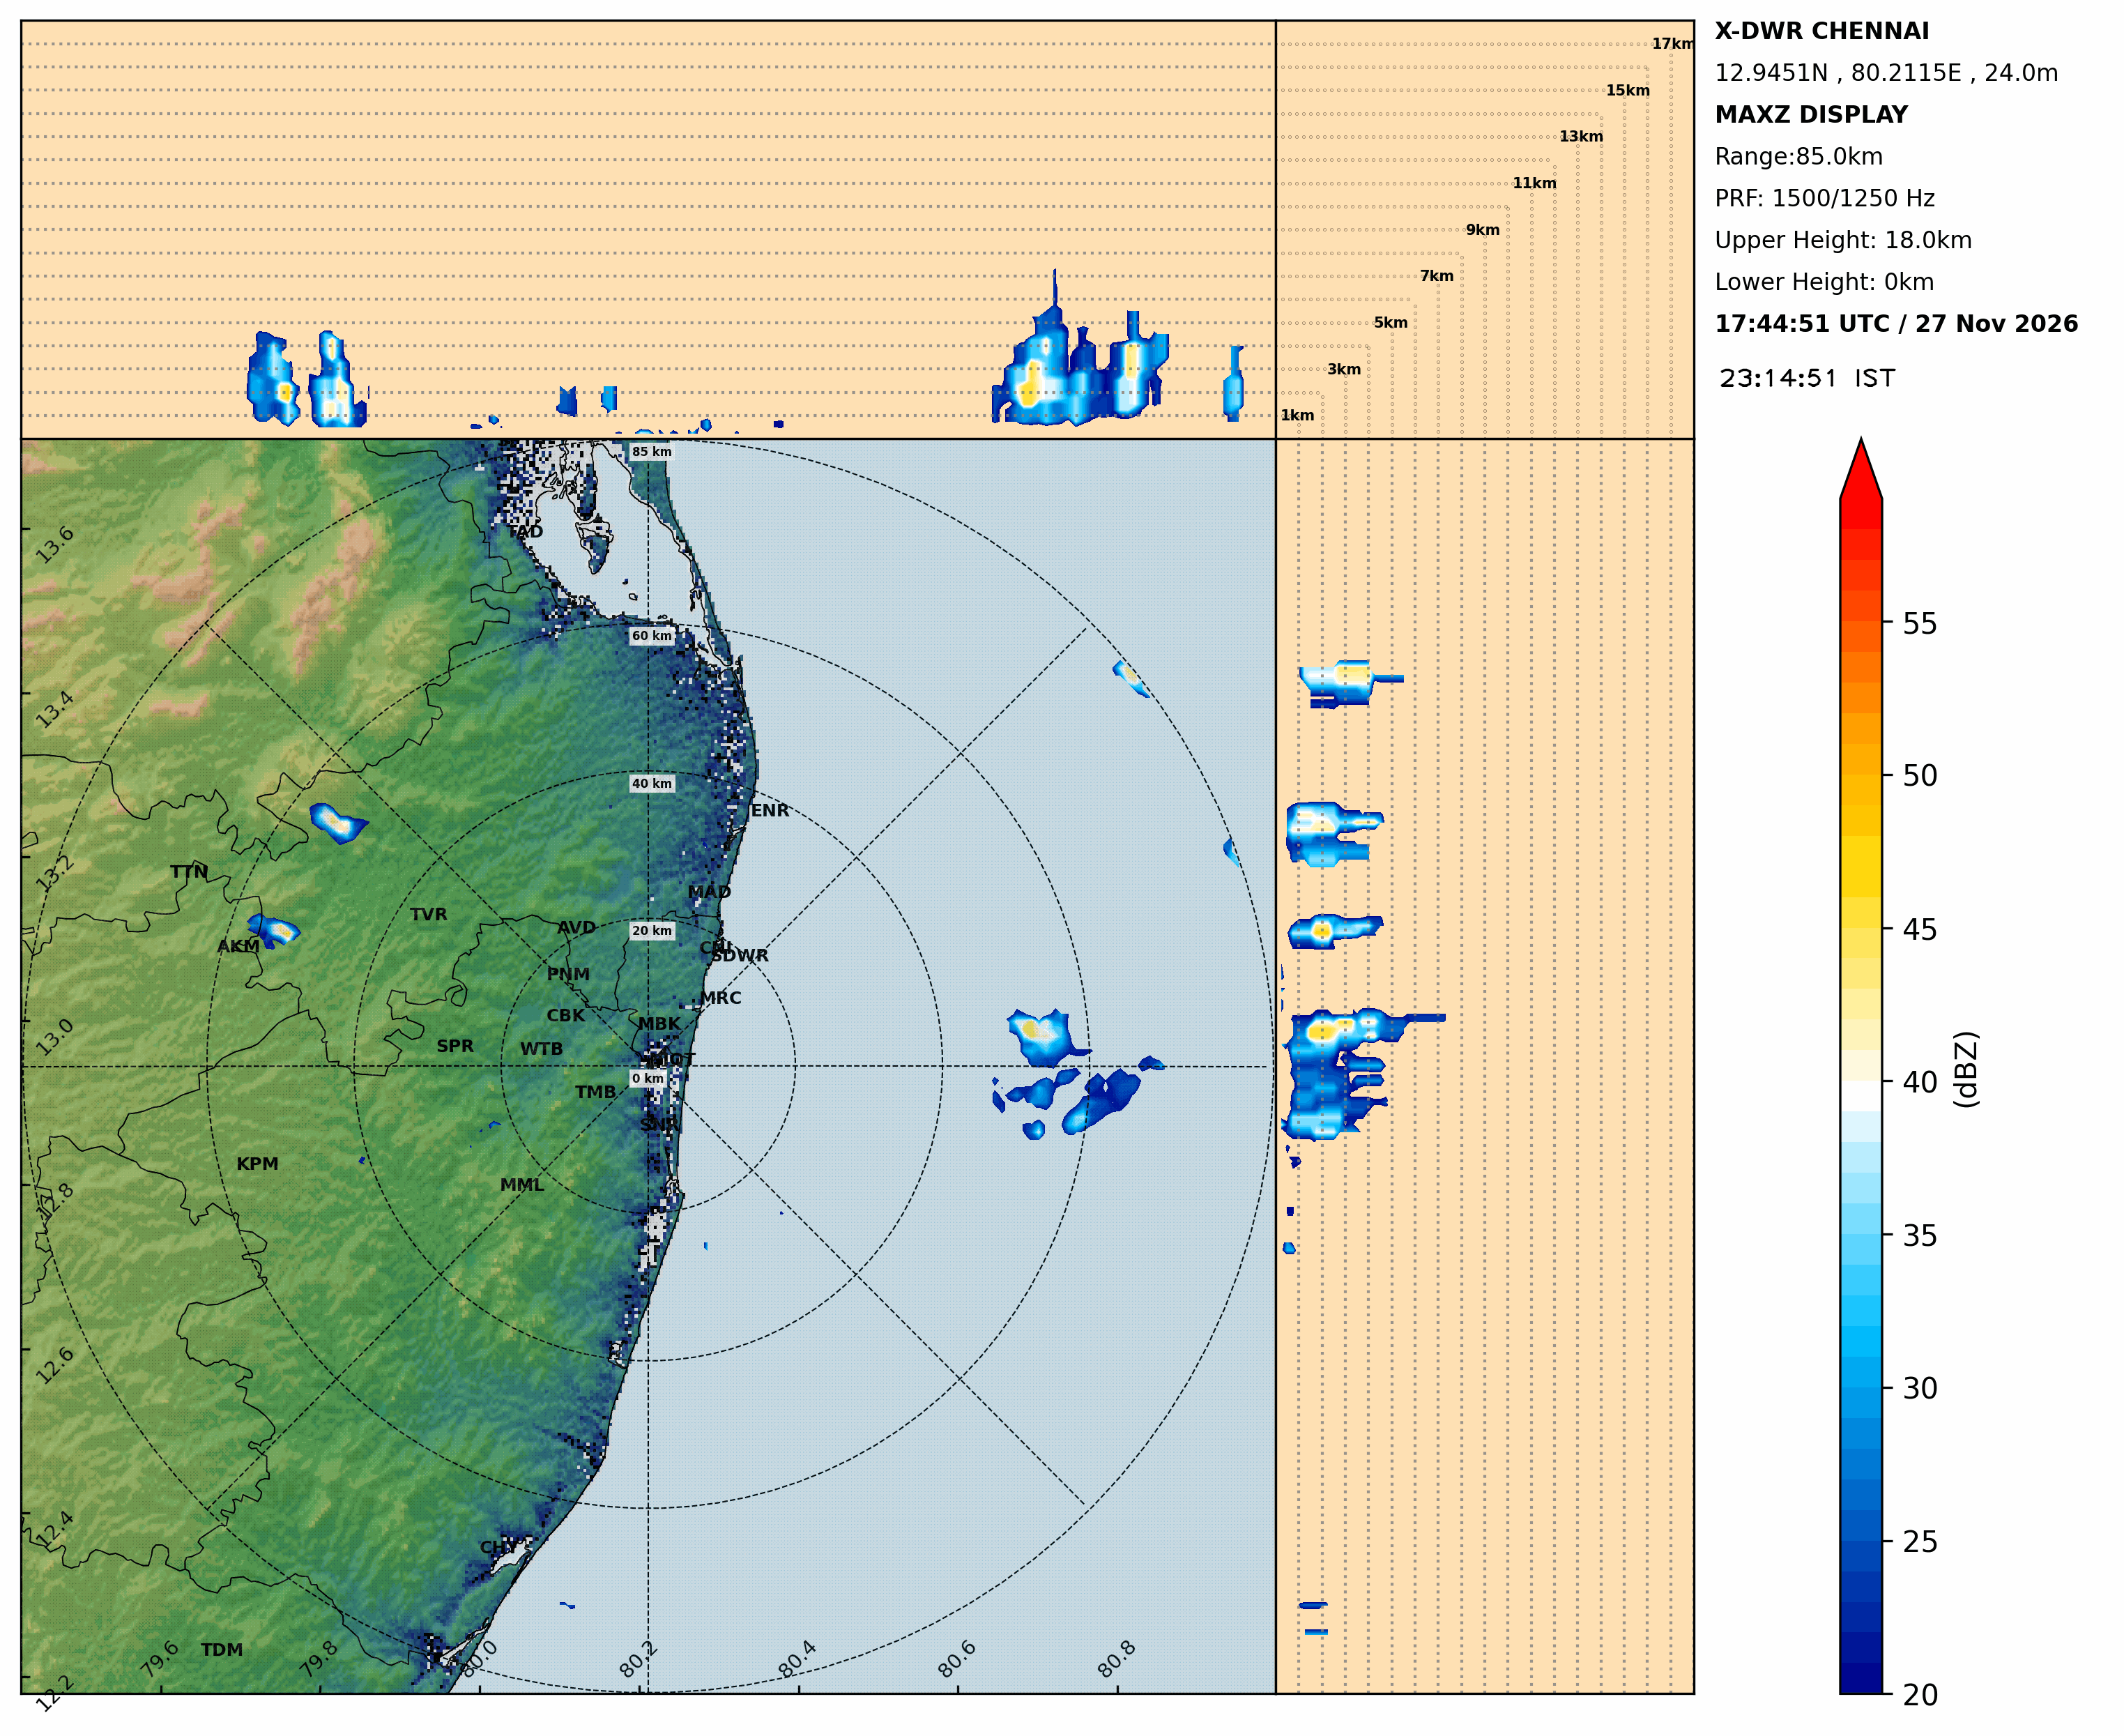 X-DWR CHENNAI
12.9451N , 80.2115E , 24.0m
MAXZ DISPLAY
Range:85.0km
PRF: 1500/1250 Hz
Upper Height: 18.0km
Lower Height: 0km
17:44:51 UTC / 27 Nov 2026
23:14:51 IST
17km
15km
13km
11km
9km
7km
5km
3km
1km
85 km
TAD
13.6
60 km
13.4
40 km
ENR
TTN
13.2
MAD
TVR
AVD
20 km
AKM
CNI
SDWR
PNM
MRC
CBK
MBK
13.0
SPR
WTB
MIOT
0 km
TMB
SNR
KPM
MML
12.8
12.6
12.4
CHY
TDM
12.2
79.6
79.8
80.0
80.2
80.4
80.6
80.8
55
50
45
40
35
30
25
20
(dBZ)